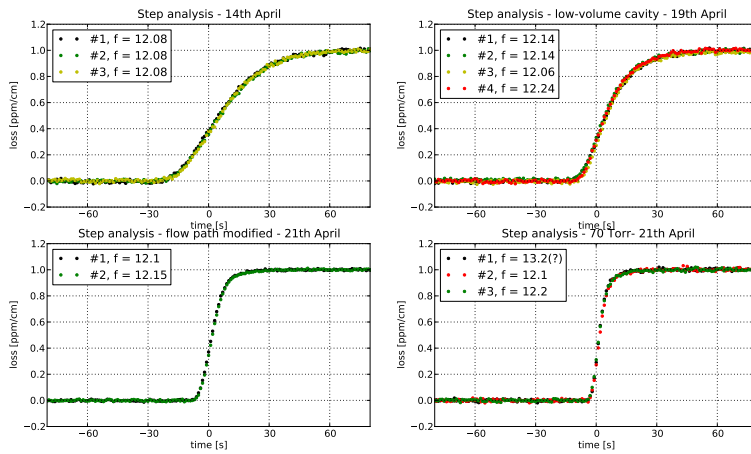 Step analysis - 14th April
1.2
1.0
0.8
0.6
0.4
0.2
0.0
−0.2
loss [ppm/cm]
#1, f = 12.08
#2, f = 12.08
#3, f = 12.08
−60
−30
0
30
60
time [s]
Step analysis - low-volume cavity - 19th April
1.2
1.0
0.8
0.6
0.4
0.2
0.0
−0.2
loss [ppm/cm]
#1, f = 12.14
#2, f = 12.14
#3, f = 12.06
#4, f = 12.24
−60
−30
0
30
60
time [s]
Step analysis - flow path modified - 21th April
1.2
1.0
0.8
0.6
0.4
0.2
0.0
−0.2
loss [ppm/cm]
#1, f = 12.1
#2, f = 12.15
−60
−30
0
30
60
time [s]
Step analysis - 70 Torr- 21th April
1.2
1.0
0.8
0.6
0.4
0.2
0.0
−0.2
loss [ppm/cm]
#1, f = 13.2(?)
#2, f = 12.1
#3, f = 12.2
−60
−30
0
30
60
time [s]